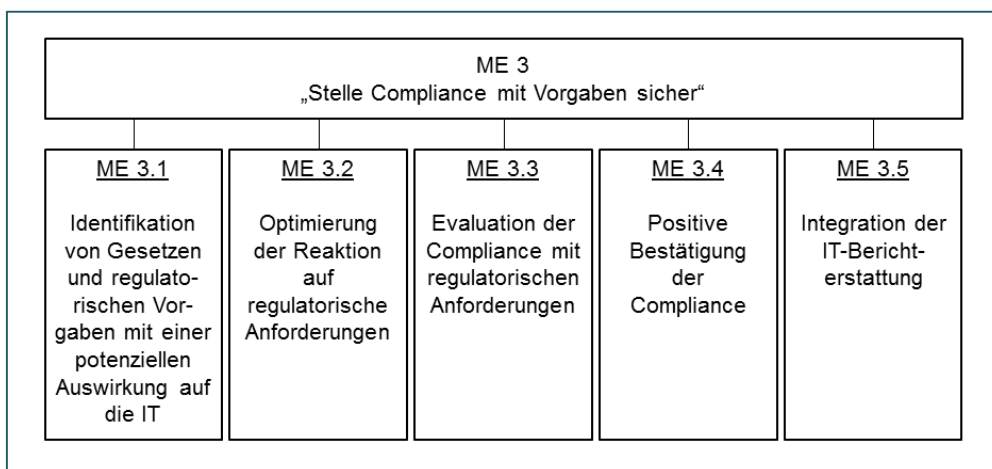 ME 3
„Stelle Compliance mit Vorgaben sicher“
ME 3.1
Identifikation
von Gesetzen
und regulato-
rischen Vor-
gaben mit einer
potenziellen
Auswirkung auf
die IT
ME 3.2
Optimierung
der Reaktion
auf
regulatorische
Anforderungen
ME 3.3
Evaluation der
Compliance mit
regulatorischen
Anforderungen
ME 3.4
Positive
Bestätigung
der
Compliance
ME 3.5
Integration der
IT-Bericht-
erstattung